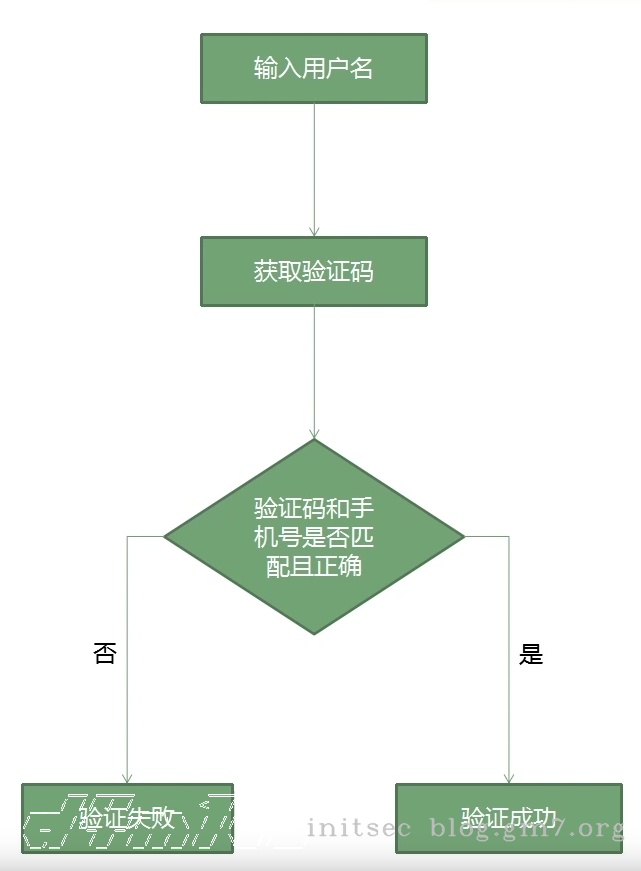 输入用户名
获取验证码
验证码和手
机号是否匹
配且正确
否
是
验证失败
验证成功
initsec blog.gm7.org